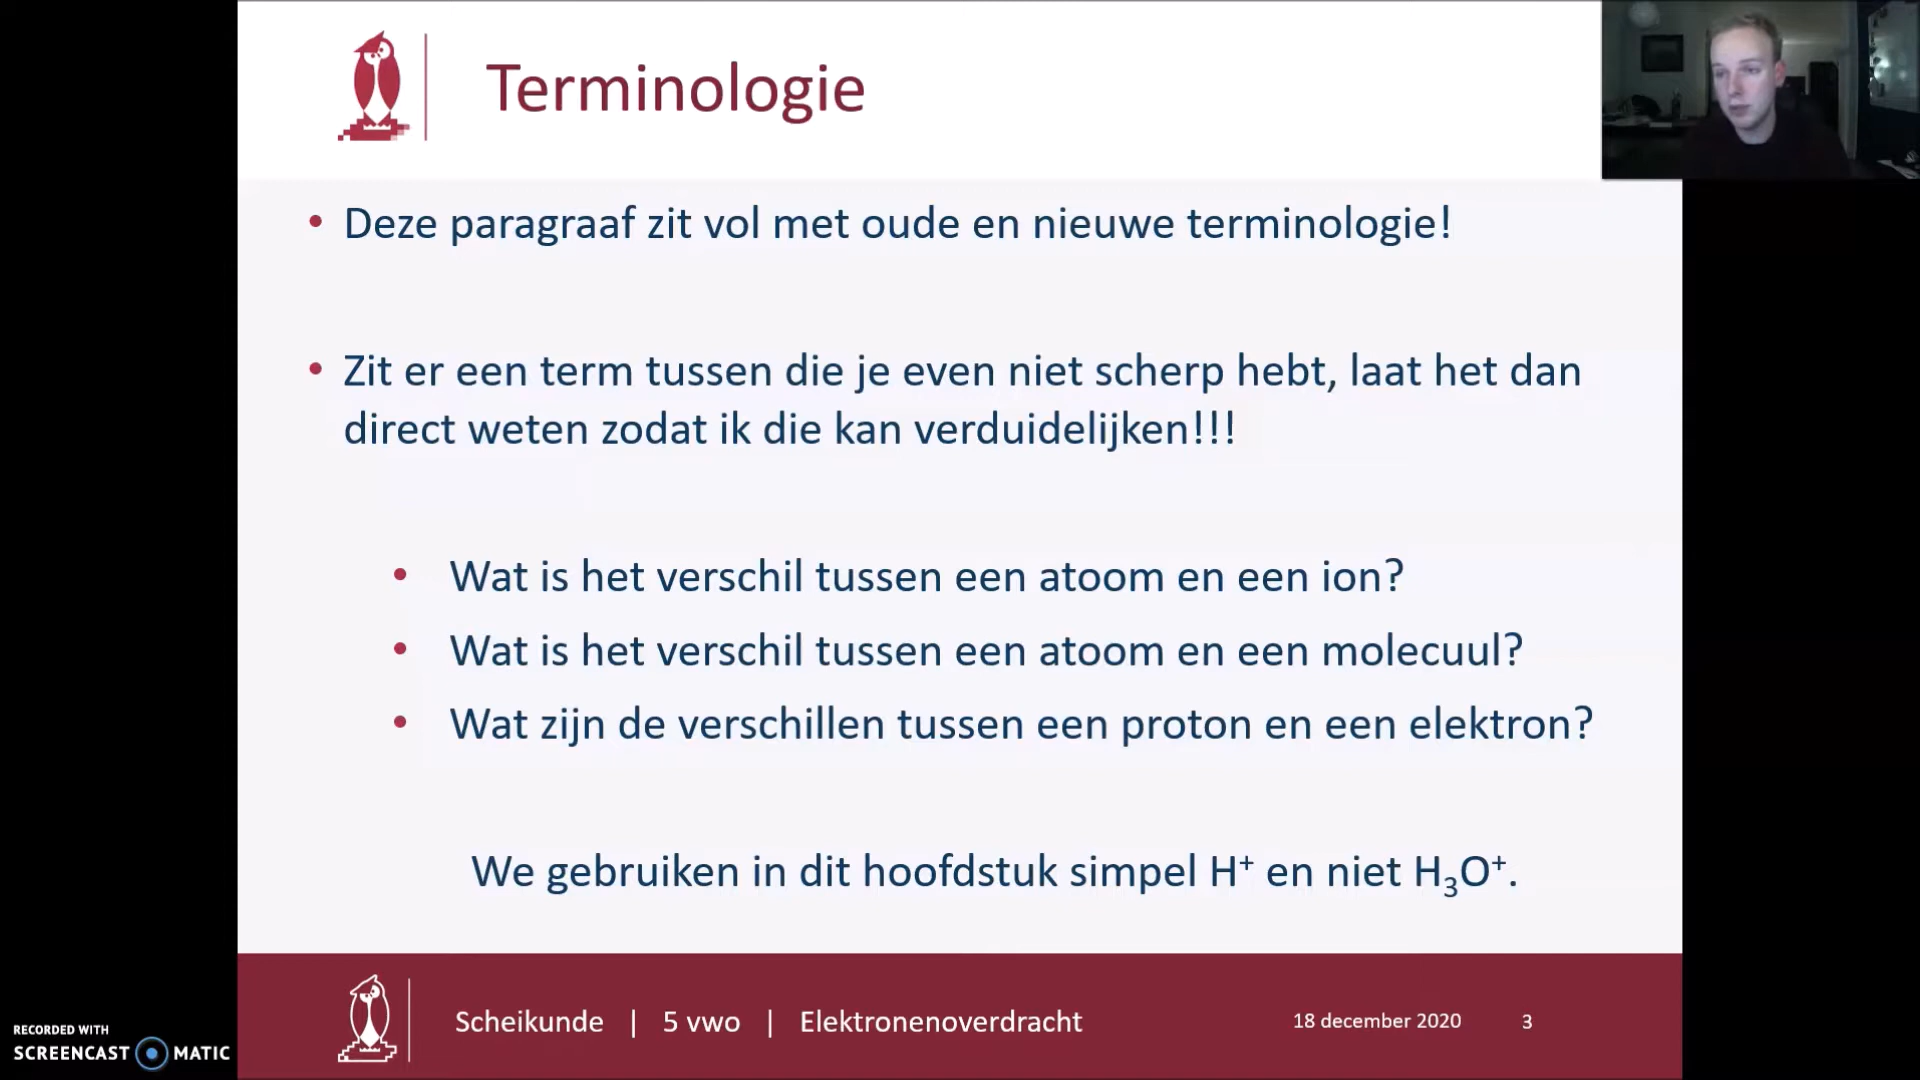 Terminologie
• Deze paragraaf zit vol met oude en nieuwe terminologie!
• Zit er een term tussen die je even niet scherp hebt, laat het dan
direct weten zodat ik die kan verduidelijken!!!
• Wat is het verschil tussen een atoom en een ion?
• Wat is het verschil tussen een atoom en een molecuul?
• Wat zijn de verschillen tussen een proton en een elektron?
We gebruiken in dit hoofdstuk simpel H⁺ en niet H₃O⁺.
Scheikunde | 5 vwo | Elektronenoverdracht 18 december 2020 3
RECORDED WITH
SCREENCAST MATIC